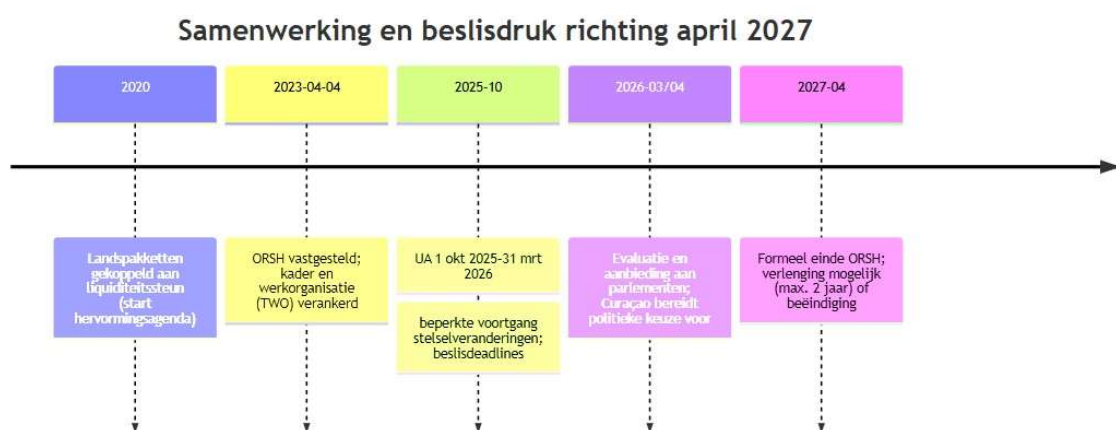 Samenwerking en beslisdruk richting april 2027
2020
2023-04-04
2025-10
2026-03/04
2027-04
Landspakketten
gekoppeld aan
liquiditeitssteun
(start
hervormingsagenda)
ORSH vastgesteld;
kader en
werkorganisatie
(TWO) verankerd
UA 1 okt 2025-31 mrt
2026
beperkte voortgang
stelselveranderingen;
beslisdeadlines
Evaluatie en
aanbieding aan
parlementen;
Curaçao bereidt
politieke keuze voor
Formeel einde ORSH;
verlenging mogelijk
(max. 2 jaar) of
beëindiging